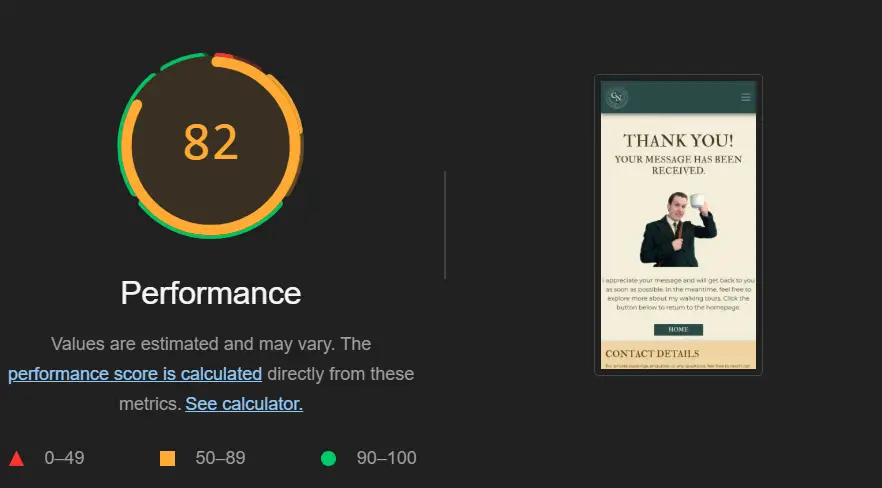 82
Performance
Values are estimated and may vary. The
performance score is calculated directly from these
metrics. See calculator.
0–49
50–89
90–100
GN
THANK YOU!
YOUR MESSAGE HAS BEEN
RECEIVED.
I appreciate your message and will get back to you
as soon as possible. In the meantime, feel free to
explore more about my walking tours. Click the
button below to return to the homepage.
HOME
CONTACT DETAILS